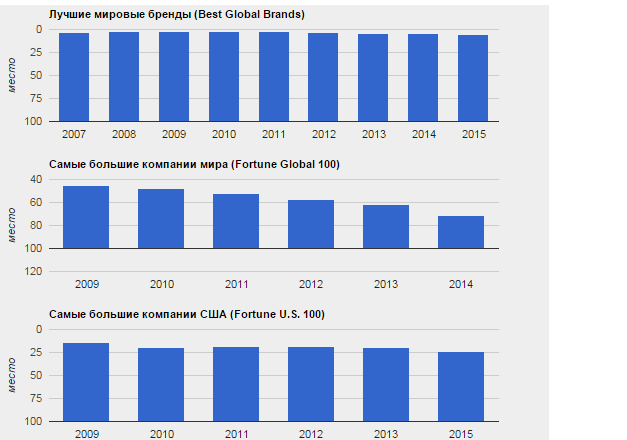 Лучшие мировые бренды (Best Global Brands)
0
25
50
75
100
место
2007 2008 2009 2010 2011 2012 2013 2014 2015
Самые большие компании мира (Fortune Global 100)
40
60
80
100
120
место
2009 2010 2011 2012 2013 2014
Самые большие компании США (Fortune U.S. 100)
0
25
50
75
100
место
2009 2010 2011 2012 2013 2015